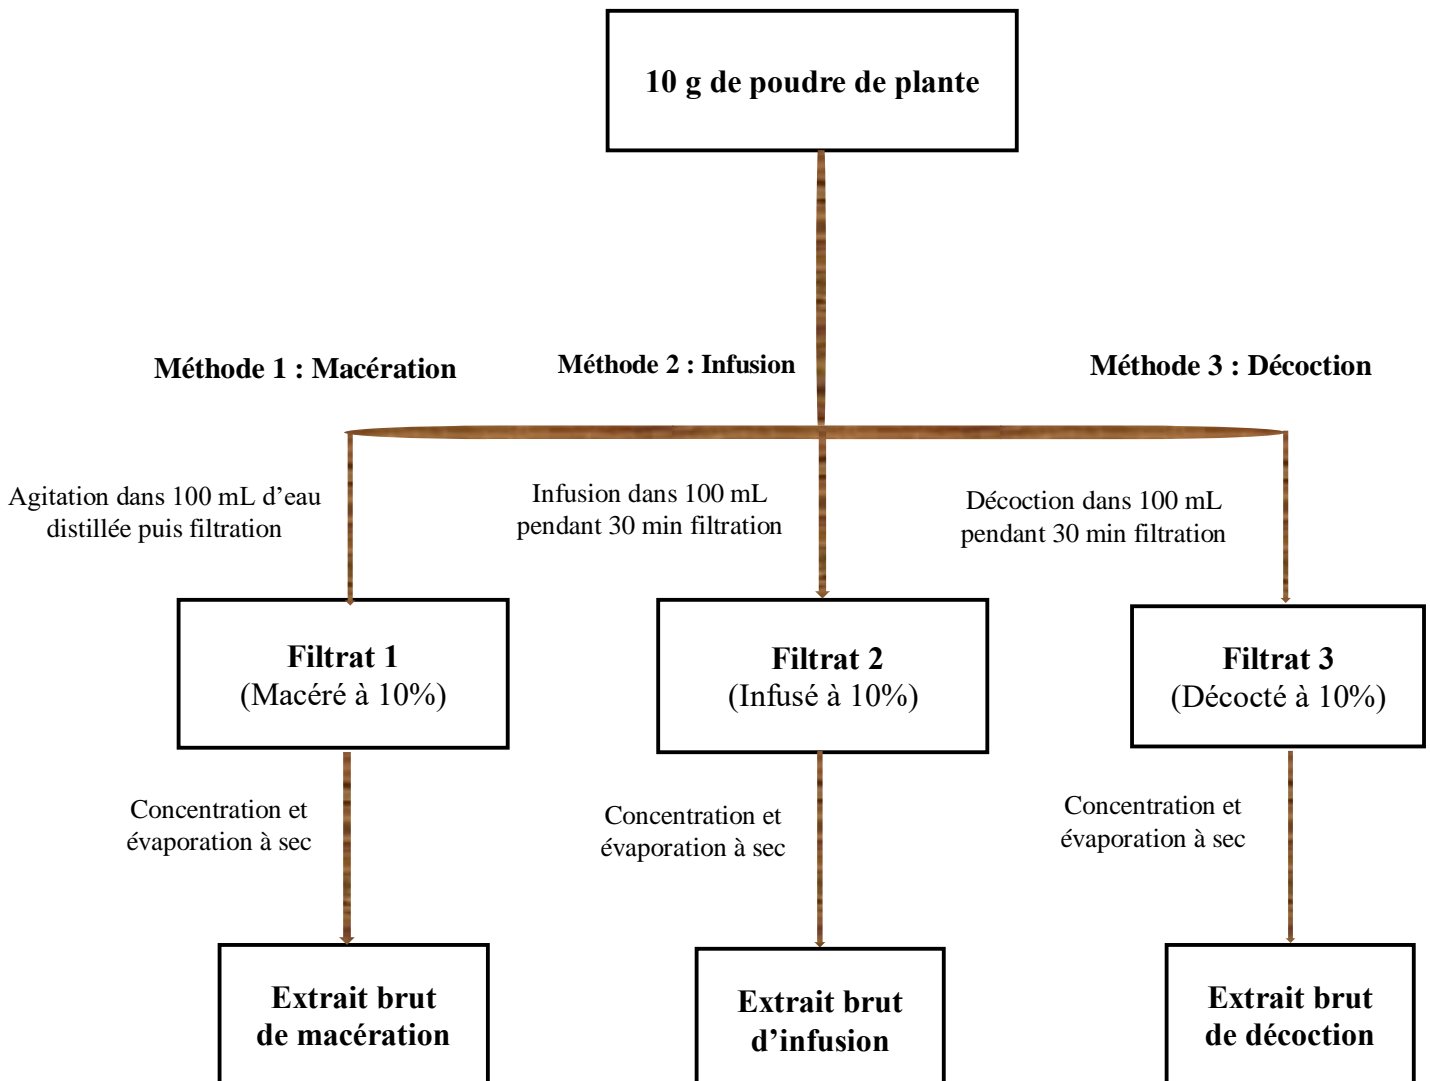 10 g de poudre de plante
Méthode 1 : Macération
Méthode 2 : Infusion
Méthode 3 : Décoction
Agitation dans 100 mL d’eau
distillée puis filtration
Infusion dans 100 mL
pendant 30 min filtration
Décoction dans 100 mL
pendant 30 min filtration
Filtrat 1
(Macéré à 10%)
Filtrat 2
(Infusé à 10%)
Filtrat 3
(Décocté à 10%)
Concentration et
évaporation à sec
Concentration et
évaporation à sec
Concentration et
évaporation à sec
Extrait brut
de macération
Extrait brut
d’infusion
Extrait brut
de décoction